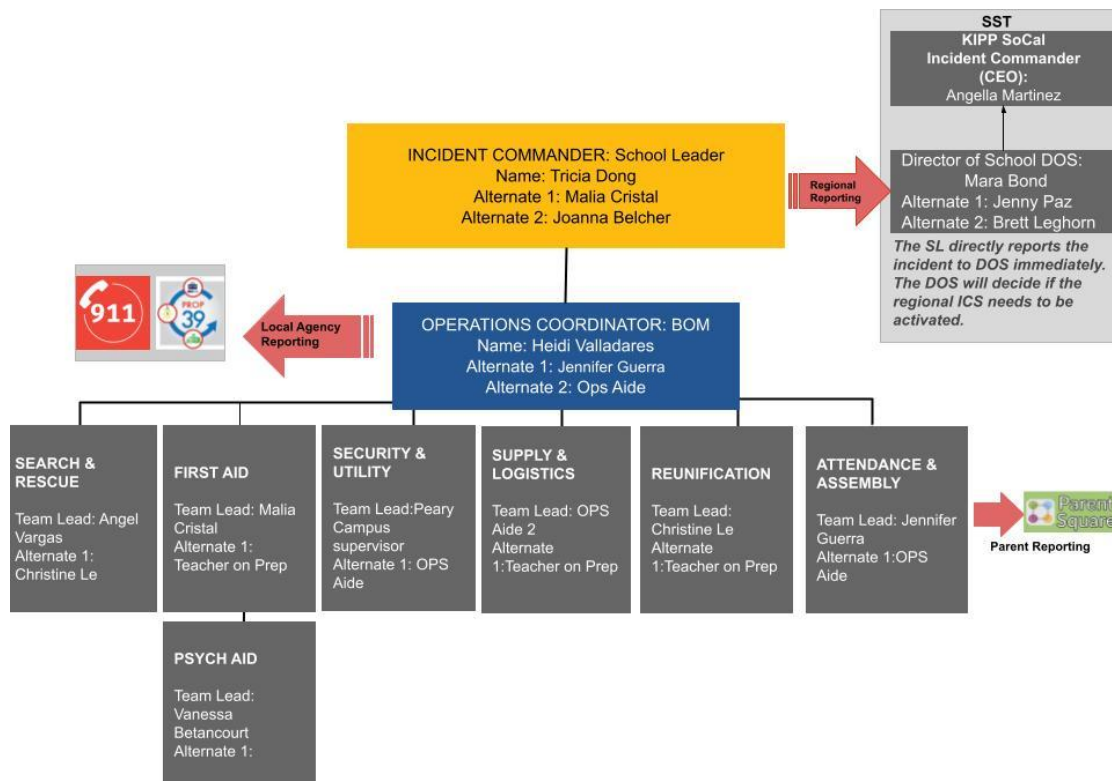 SST
KIPP SoCal
Incident Commander
(CEO):
Angella Martinez
INCIDENT COMMANDER: School Leader
Name: Tricia Dong
Alternate 1: Malia Cristal
Alternate 2: Joanna Belcher
Regional
Reporting
Director of School DOS:
Mara Bond
Alternate 1: Jenny Paz
Alternate 2: Brett Leghorn
The SL directly reports the
incident to DOS immediately.
The DOS will decide if the
regional ICS needs to be
activated.
911
PROP
39
Local Agency
Reporting
OPERATIONS COORDINATOR: BOM
Name: Heidi Valladares
Alternate 1: Jennifer Guerra
Alternate 2: Ops Aide
SEARCH &
RESCUE
Team Lead: Angel
Vargas
Alternate 1:
Christine Le
FIRST AID
Team Lead: Malia
Cristal
Alternate 1:
Teacher on Prep
SECURITY &
UTILITY
Team Lead:Peary
Campus
supervisor
Alternate 1: OPS
Aide
SUPPLY &
LOGISTICS
Team Lead: OPS
Aide 2
Alternate
1:Teacher on Prep
REUNIFICATION
Team Lead:
Christine Le
Alternate
1:Teacher on Prep
ATTENDANCE &
ASSEMBLY
Team Lead: Jennifer
Guerra
Alternate 1:OPS
Aide
Parent
Square
Parent Reporting
PSYCH AID
Team Lead:
Vanessa
Betancourt
Alternate 1: